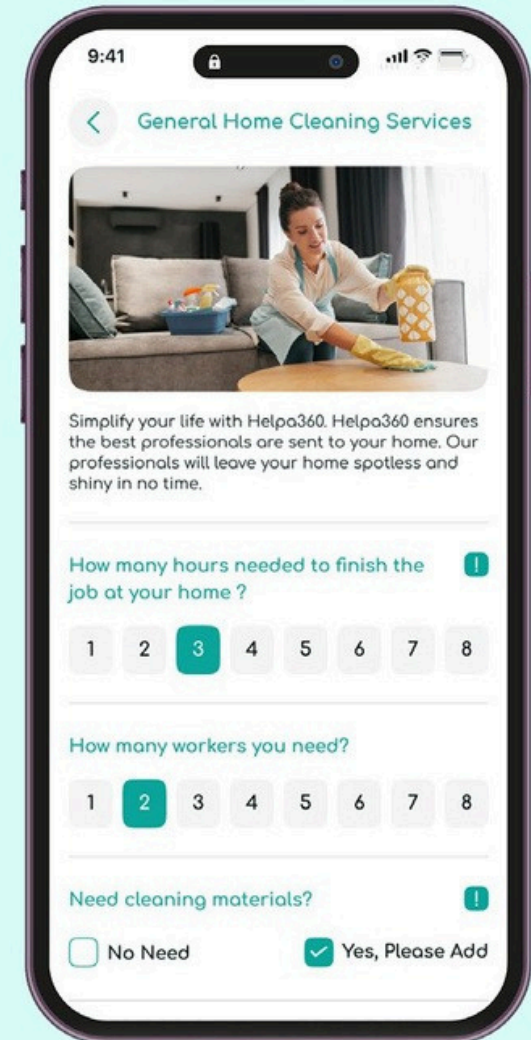 9:41
General Home Cleaning Services
Simplify your life with Helpa360. Helpa360 ensures
the best professionals are sent to your home. Our
professionals will leave your home spotless and
shiny in no time.
How many hours needed to finish the
!
job at your home ?
1 2 3 4 5 6 7 8
How many workers you need?
1 2 3 4 5 6 7 8
Need cleaning materials?
!
No Need
Yes, Please Add